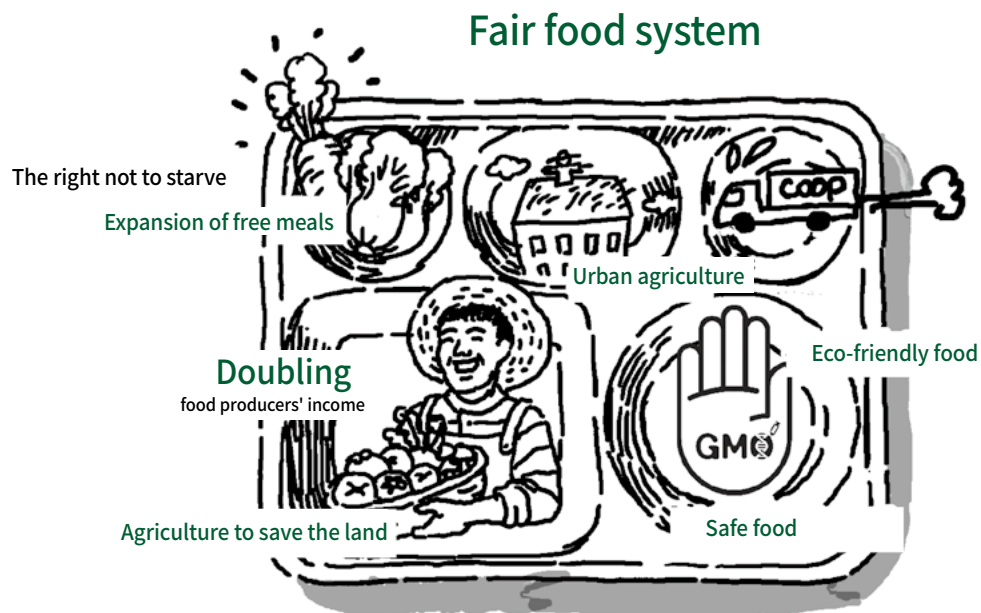 Fair food system
The right not to starve
Expansion of free meals
COOP
Urban agriculture
Eco-friendly food
Doubling
food producers' income
GMO
Agriculture to save the land
Safe food